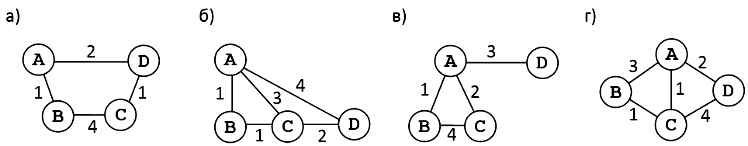 а) б) в) г)
A 2 D 1 1 B 4 C
A 1 3 4 B 1 C 2 D
A 3 D 1 2 B 4 C
A 3 2 B 1 D 1 4 C